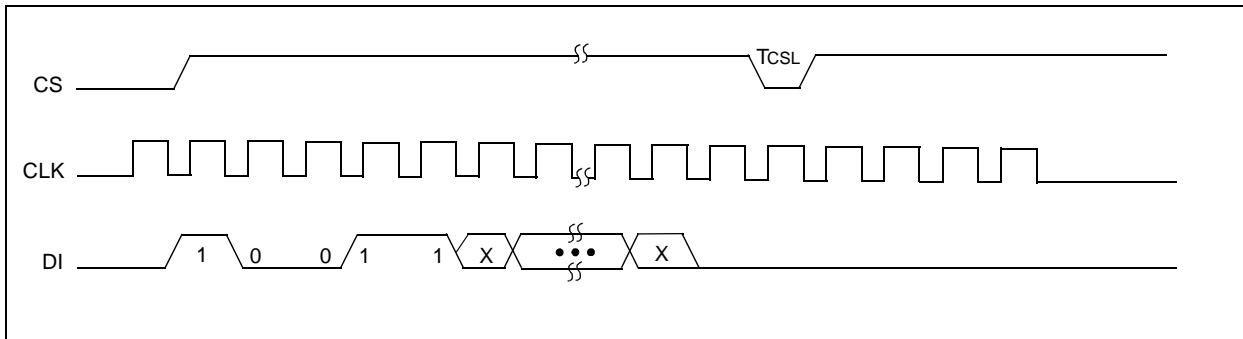 TCSL
CS
CLK
DI 1 0 0 1 1 X ••• X